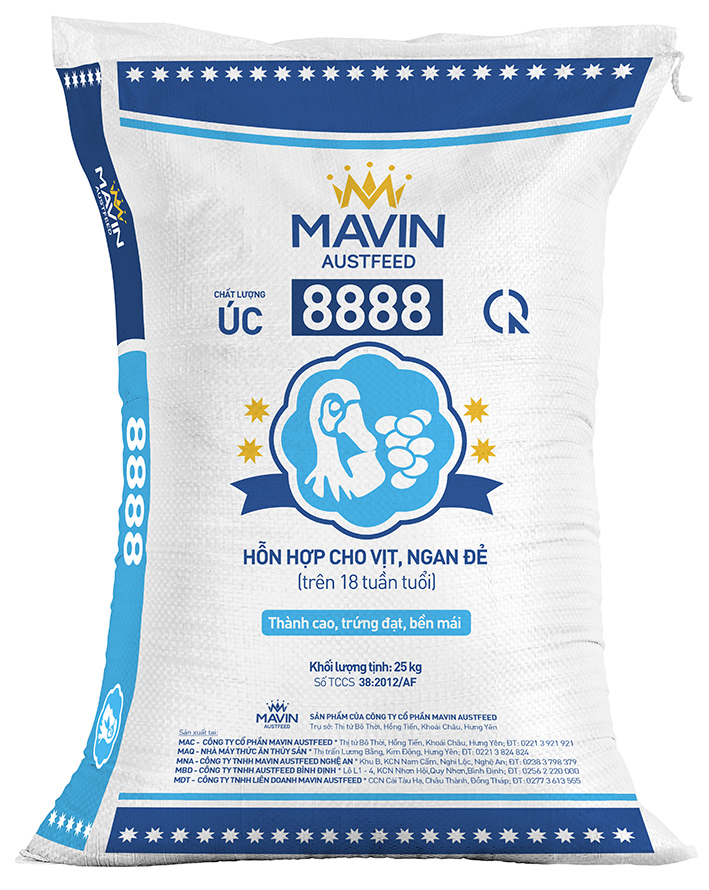 MAVIN
AUSTFEED
CHẤT LƯỢNG
ÚC
8888
HỖN HỢP CHO VỊT, NGAN ĐẺ
(trên 18 tuần tuổi)
Thành cao, trứng đạt, bền mái
Khối lượng tịnh: 25 kg
Số TCCS 38:2012/AF
MAVIN
AUSTFEED
SẢN PHẨM CỦA CÔNG TY CỔ PHẦN MAVIN AUSTFEED
Trụ sở: Thị tứ Bô Thời, Hồng Tiến, Khoái Châu, Hưng Yên
Sản xuất tại:
MAC - CÔNG TY CỔ PHẦN MAVIN AUSTFEED * Thị tứ Bô Thời, Hồng Tiến, Khoái Châu, Hưng Yên; ĐT: 0221 3 921 921
MAQ - NHÀ MÁY THỨC ĂN THỦY SẢN * Thị trấn Lương Bằng, Kim Động, Hưng Yên; ĐT: 0221 3 824 824
MNA - CÔNG TY TNHH MAVIN AUSTFEED NGHỆ AN * Khu B, KCN Nam Cấm, Nghi Lộc, Nghệ An; ĐT: 0238 3 798 379
MBD - CÔNG TY TNHH AUSTFEED BÌNH ĐỊNH * Lô L1 - 4, KCN Nhơn Hội,Quy Nhơn,Bình Định; ĐT: 0256 2 220 000
MDT - CÔNG TY TNHH LIÊN DOANH MAVIN AUSTFEED * CCN Cái Tàu Hạ, Châu Thành, Đồng Tháp; ĐT: 0277 3 613 555
MAVIN
AUSTFEED
8888